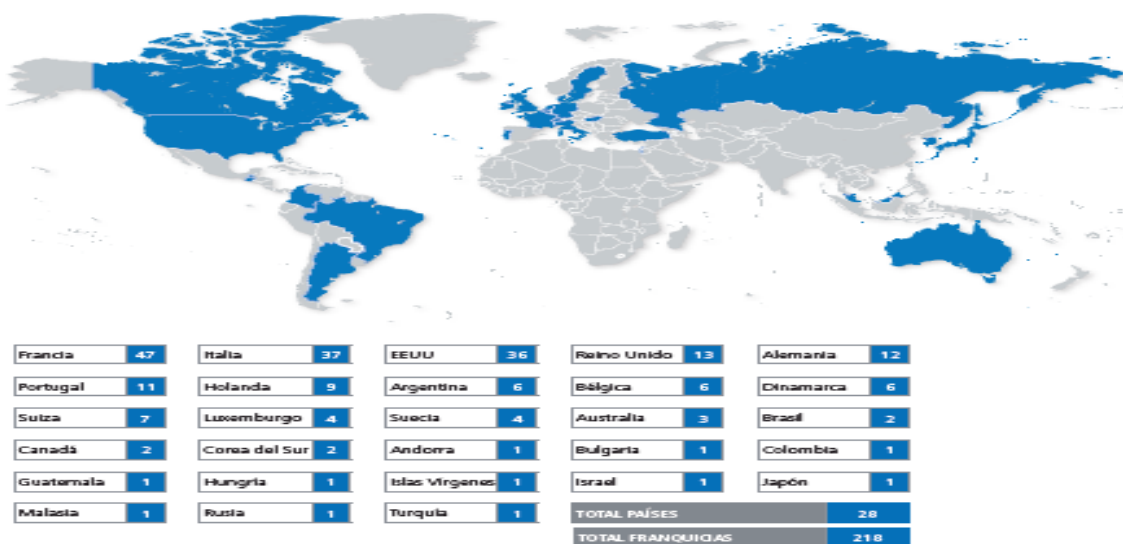 Francia 47 Italia 37 EEUU 36 Reino Unido 13 Alemania 12
Portugal 11 Holanda 9 Argentina 6 Bélgica 6 Dinamarca 6
Suiza 7 Luxemburgo 4 Suecia 4 Australia 3 Brasil 2
Canadá 2 Corea del Sur 2 Andorra 1 Bulgaria 1 Colombia 1
Guatemala 1 Hungria 1 Islas Vírgenes 1 Israel 1 Japón 1
Malasia 1 Rusia 1 Turquia 1 TOTAL PAÍSES 28
TOTAL FRANQUICIAS 218